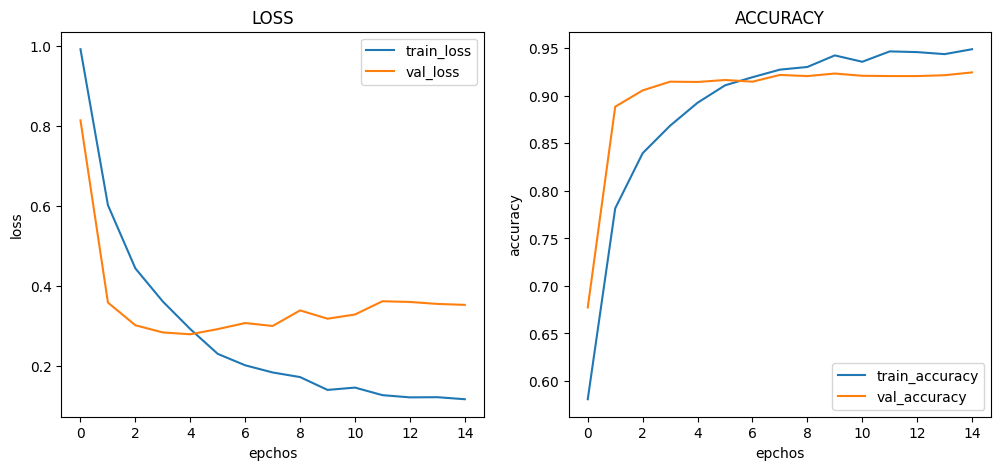 LOSS
train_loss
val_loss
1.0
0.8
0.6
0.4
0.2
loss
0 2 4 6 8 10 12 14
epchos
ACCURACY
0.95
0.90
0.85
0.80
0.75
0.70
0.65
0.60
accuracy
train_accuracy
val_accuracy
0 2 4 6 8 10 12 14
epchos